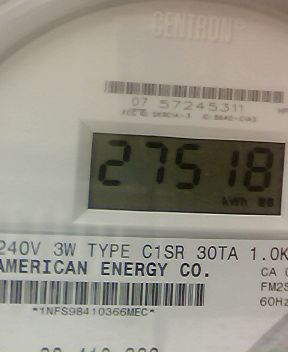 CENTRON®
07 57245311
27518
kWh 88
240V 3W TYPE C1SR 30TA 1.0K
AMERICAN ENERGY CO.
CA
FM2S
60Hz
*1NFS98410366MEC*